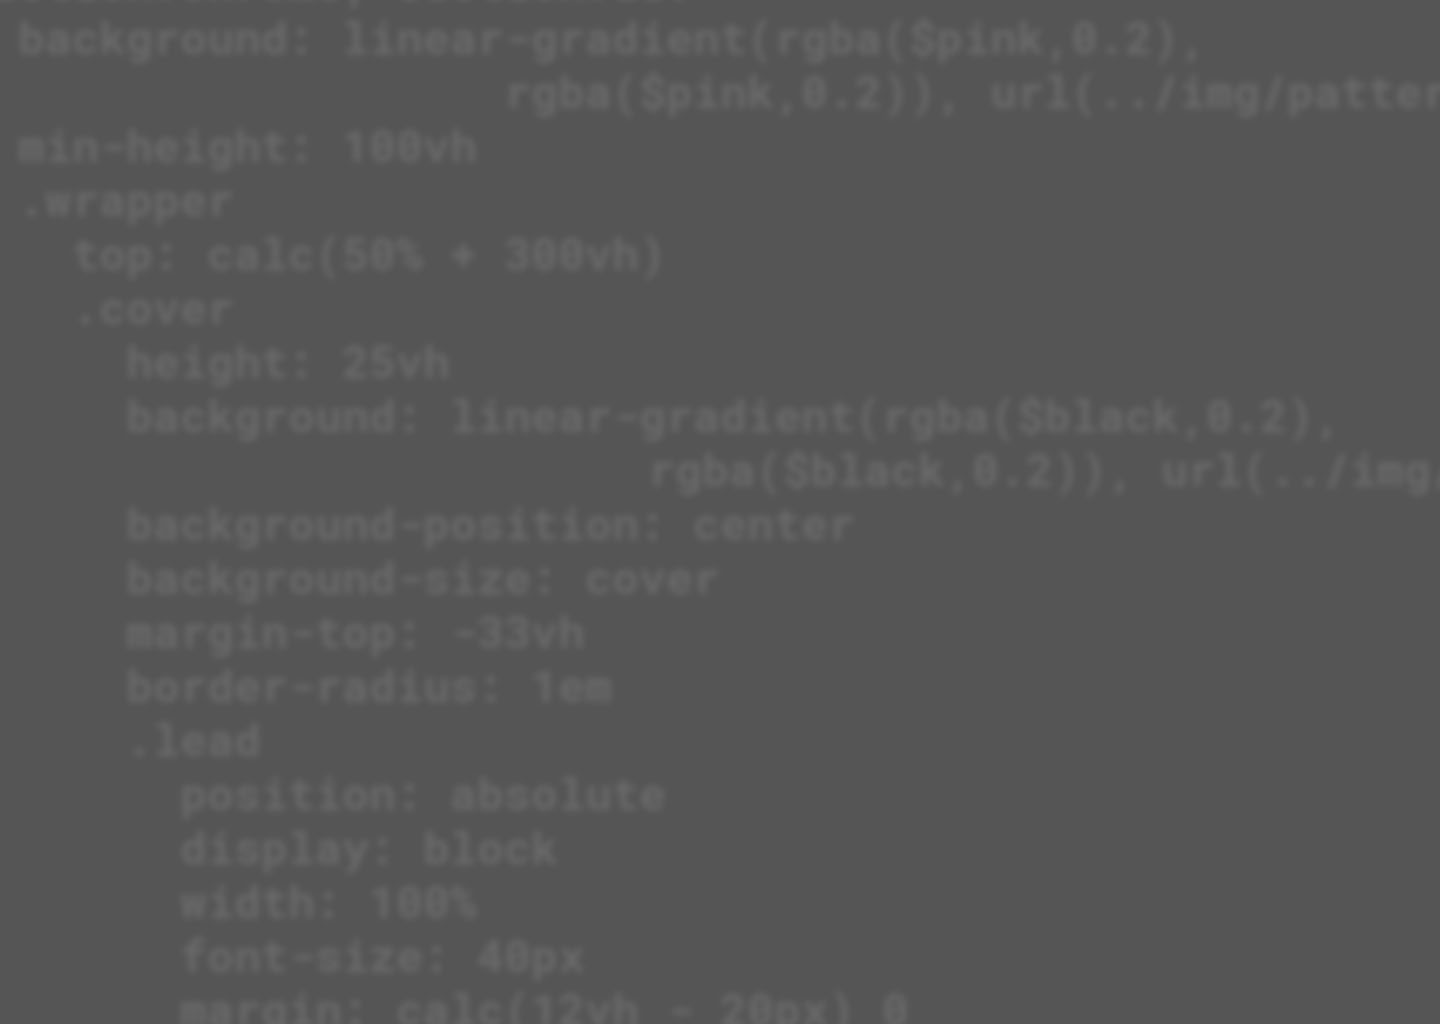 background: linear-gradient(rgba($pink,0.2),
rgba($pink,0.2)), url(../img/patter
min-height: 100vh
.wrapper
top: calc(50% + 300vh)
.cover
height: 25vh
background: linear-gradient(rgba($black,0.2),
rgba($black,0.2)), url(../img/
background-position: center
background-size: cover
margin-top: -33vh
border-radius: 1em
.lead
position: absolute
display: block
width: 100%
font-size: 40px
margin: calc(12vh - 20px) 0